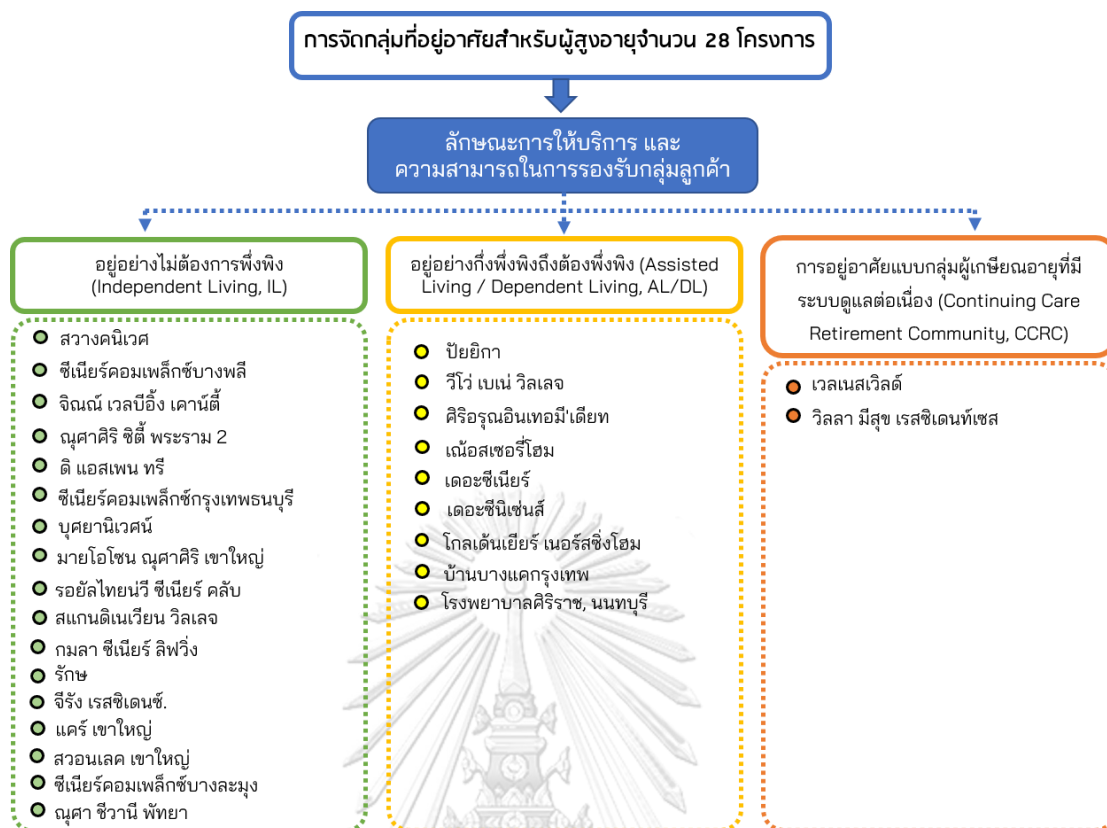 การจัดกลุ่มที่อยู่อาศัยสำหรับผู้สูงอายุจำนวน 28 โครงการ
ลักษณะการให้บริการ และ
ความสามารถในการรองรับกลุ่มลูกค้า
อยู่อย่างไม่ต้องการพึ่งพิง
(Independent Living, IL)
สวางคนิเวศ
ซีเนียร์คอมเพล็กซ์บางพลี
จิณณ์ เวลบีอิ้ง เคาน์ตี้
ณุศาศิริ ซิตี้ พระราม 2
ดิ แอสเพน ทรี
ซีเนียร์คอมเพล็กซ์กรุงเทพธนบุรี
บุศยานิเวศน์
มายโอโซน ณุศาศิริ เขาใหญ่
รอยัลไทยน่วี ซีเนียร์ คลับ
สแกนดิเนเวียน วิลเลจ
กมลา ซีเนียร์ ลิฟวิ่ง
รักษ
จีรัง เรสซิเดนซ์.
แคร์ เขาใหญ่
สวอนเลค เขาใหญ่
ซีเนียร์คอมเพล็กซ์บางละมุง
ณุศา ชีวานี พัทยา
อยู่อย่างกึ่งพึ่งพิงถึงต้องพึ่งพิง (Assisted
Living / Dependent Living, AL/DL)
ปัยยิกา
วีโว่ เบเน่ วิลเลจ
ศิริอรุณอินเทอมี'เดียท
เณ้อสเซอรี่โฮม
เดอะซีเนียร์
เดอะซีนิเซ่นส์
โกลเด้นเยียร์ เนอร์สซิ่งโฮม
บ้านบางแคกรุงเทพ
โรงพยาบาลศิริราช, นนทบุรี
การอยู่อาศัยแบบกลุ่มผู้เกษียณอายุที่มี
ระบบดูแลต่อเนื่อง (Continuing Care
Retirement Community, CCRC)
เวลเนสเวิลด์
วิลลา มีสุข เรสซิเดนท์เซส